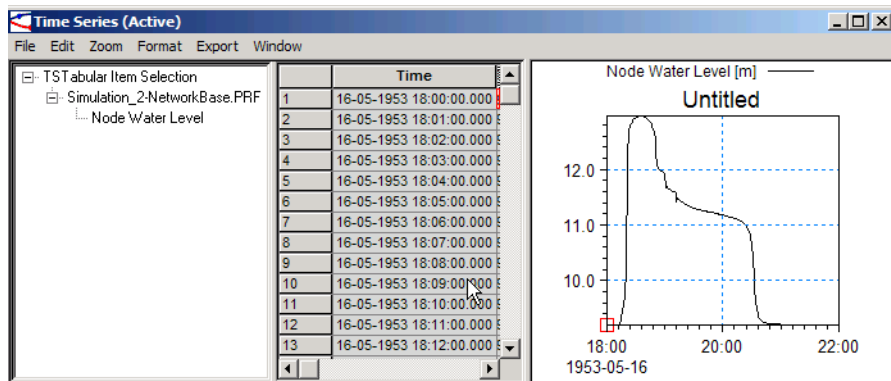 Time Series (Active)
File Edit Zoom Format Export Window
TSTabular Item Selection
Simulation_2-NetworkBase.PRF
Node Water Level
Time
1 16-05-1953 18:00:00.000
2 16-05-1953 18:01:00.000
3 16-05-1953 18:02:00.000
4 16-05-1953 18:03:00.000
5 16-05-1953 18:04:00.000
6 16-05-1953 18:05:00.000
7 16-05-1953 18:06:00.000
8 16-05-1953 18:07:00.000
9 16-05-1953 18:08:00.000
10 16-05-1953 18:09:00.000
11 16-05-1953 18:10:00.000
12 16-05-1953 18:11:00.000
13 16-05-1953 18:12:00.000
Node Water Level [m]
Untitled
12.0
11.0
10.0
18:00 20:00 22:00
1953-05-16